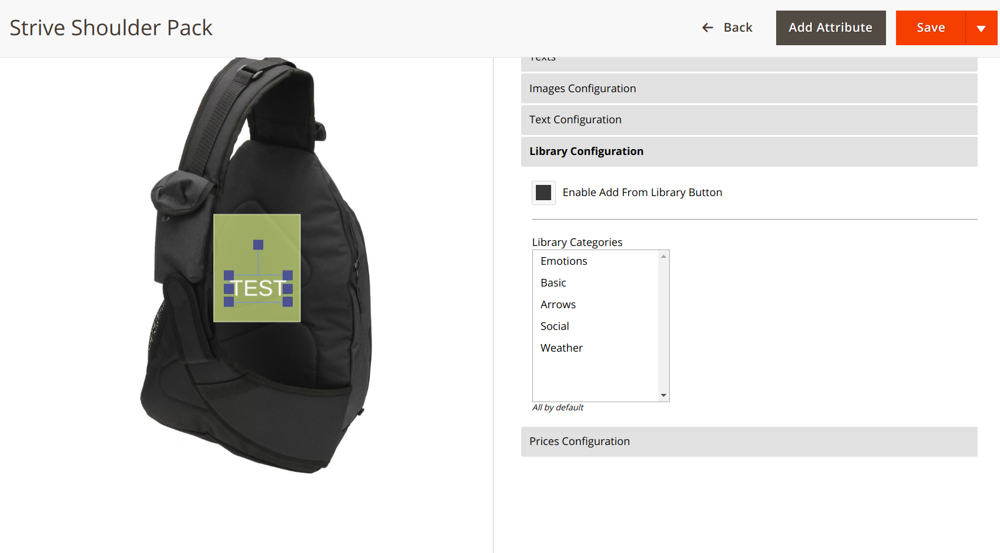 Strive Shoulder Pack
Back
Add Attribute
Save
Texts
Images Configuration
Text Configuration
Library Configuration
Enable Add From Library Button
Library Categories
Emotions
Basic
Arrows
Social
Weather
All by default
Prices Configuration
TEST